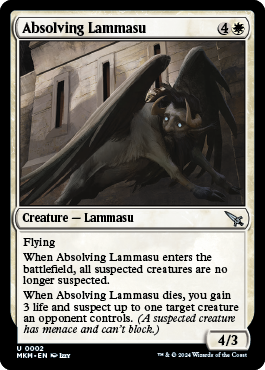 Absolving Lammasu 4
Creature — Lammasu
Flying
When Absolving Lammasu enters the
battlefield, all suspected creatures are no
longer suspected.
When Absolving Lammasu dies, you gain
3 life and suspect up to one target creature
an opponent controls. (A suspected creature
has menace and can't block.)
4/3
U 0002
MKM • EN Izzy
™ & © 2024 Wizards of the Coast